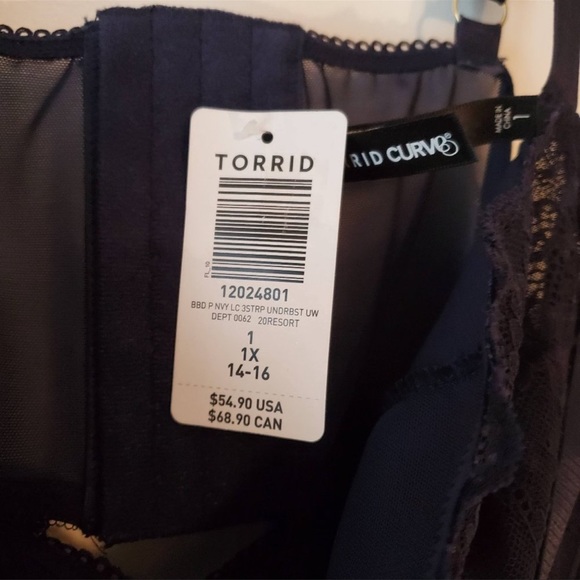 TORRID
FL_10
12024801
BBD P NVY LC 3STRP UNDRBST UW
DEPT 0062 20RESORT
1
1X
14-16
$54.90 USA
$68.90 CAN
RID CURVE®
MADE IN
CHINA
1